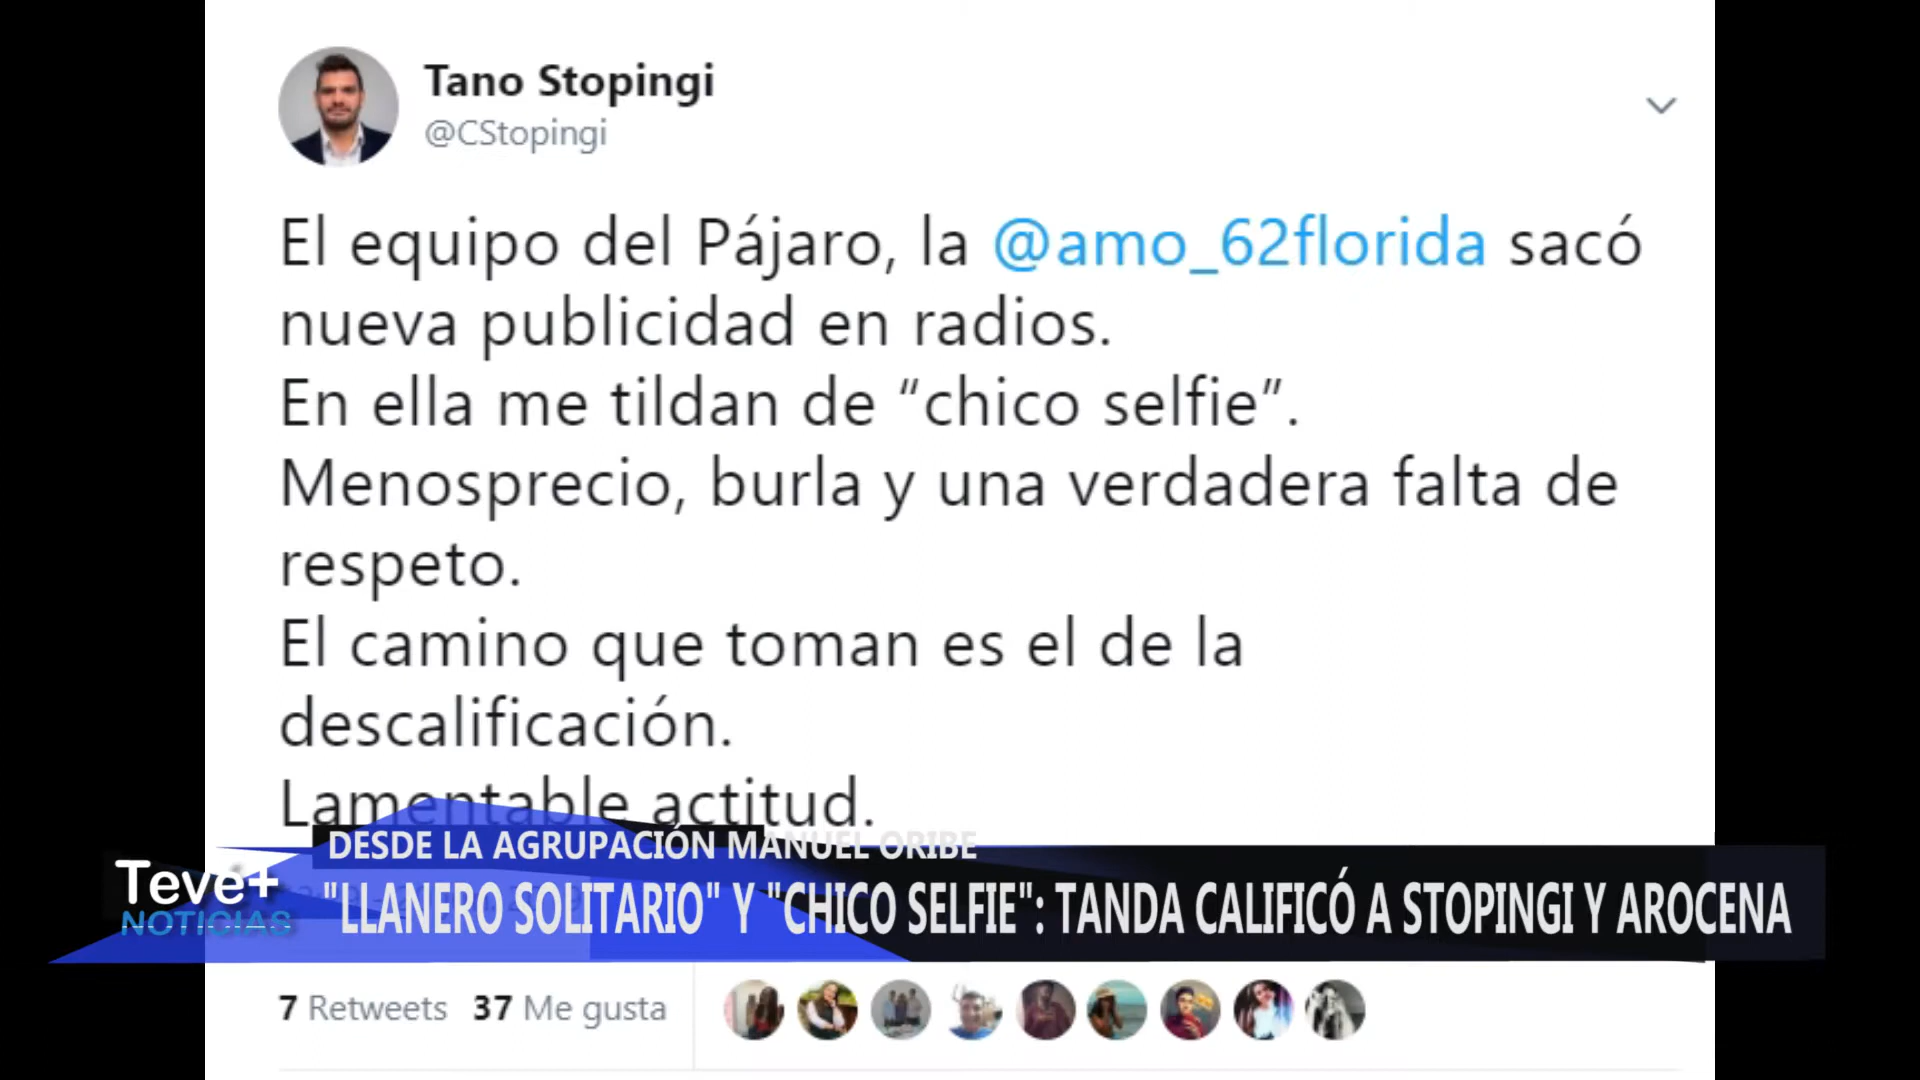 Tano Stopingi
@CStopingi
El equipo del Pájaro, la @amo_62florida sacó
nueva publicidad en radios.
En ella me tildan de “chico selfie”.
Menosprecio, burla y una verdadera falta de
respeto.
El camino que toman es el de la
descalificación.
Lamentable actitud.
DESDE LA AGRUPACIÓN MANUEL ORIBE
Teve+
NOTICIAS
"LLANERO SOLITARIO" Y "CHICO SELFIE": TANDA CALIFICÓ A STOPINGI Y AROCENA
7 Retweets 37 Me gusta